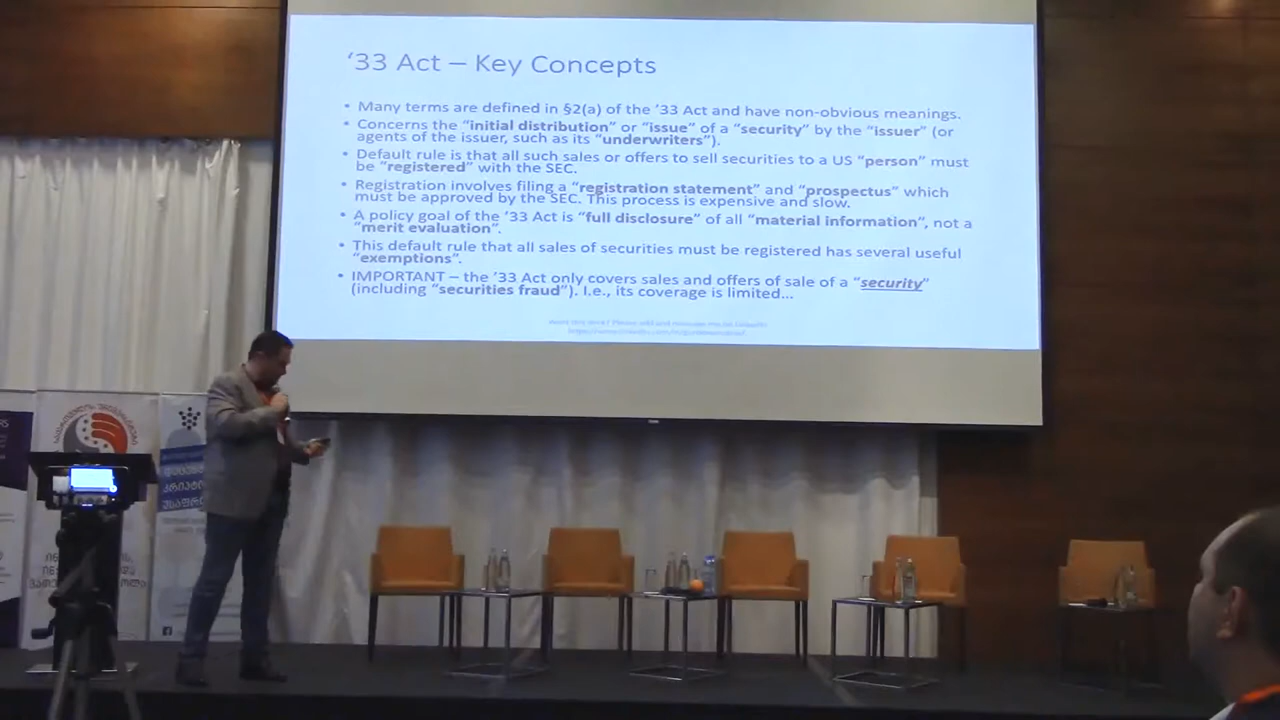 '33 Act – Key Concepts
• Many terms are defined in §2(a) of the '33 Act and have non-obvious meanings.
• Concerns the "initial distribution" or "issue" of a "security" by the "issuer" (or
agents of the issuer, such as its "underwriters").
• Default rule is that all such sales or offers to sell securities to a US "person" must
be "registered" with the SEC.
• Registration involves filing a "registration statement" and "prospectus" which
must be approved by the SEC. This process is expensive and slow.
• A policy goal of the '33 Act is "full disclosure" of all "material information", not a
"merit evaluation".
• This default rule that all sales of securities must be registered has several useful
"exemptions".
• IMPORTANT – the '33 Act only covers sales and offers of sale of a "security"
(including "securities fraud"). I.e., its coverage is limited...